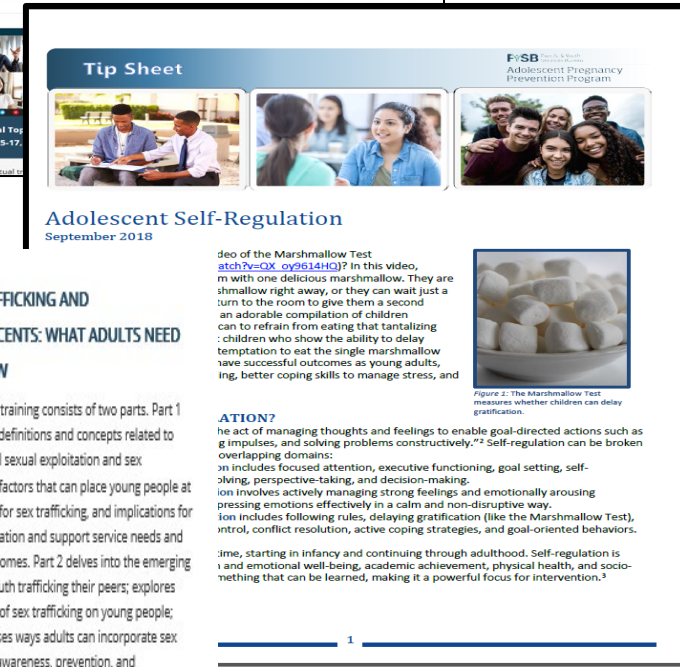 Tip Sheet
FYSB
Adolescent Pregnancy
Prevention Program
al Top
5-17.
tual tr
Adolescent Self-Regulation
September 2018
deo of the Marshmallow Test
atch?v=QX_oy9614HQ)? In this video,
m with one delicious marshmallow. They are
shmallow right away, or they can wait just a
turn to the room to give them a second
an adorable compilation of children
can to refrain from eating that tantalizing
children who show the ability to delay
temptation to eat the single marshmallow
have successful outcomes as young adults,
ing, better coping skills to manage stress, and
Figure 1: The Marshmallow Test
measures whether children can delay
gratification.
ATION?
he act of managing thoughts and feelings to enable goal-directed actions such as
g impulses, and solving problems constructively."² Self-regulation can be broken
overlapping domains:
on includes focused attention, executive functioning, goal setting, self-
olving, perspective-taking, and decision-making.
ion involves actively managing strong feelings and emotionally arousing
pressing emotions effectively in a calm and non-disruptive way.
tion includes following rules, delaying gratification (like the Marshmallow Test),
ontrol, conflict resolution, active coping strategies, and goal-oriented behaviors.
time, starting in infancy and continuing through adulthood. Self-regulation is
n and emotional well-being, academic achievement, physical health, and socio-
mething that can be learned, making it a powerful focus for intervention.³
1
FFICKING AND
CENTS: WHAT ADULTS NEED
W
training consists of two parts. Part 1
definitions and concepts related to
l sexual exploitation and sex
factors that can place young people at
for sex trafficking, and implications for
ation and support service needs and
omes. Part 2 delves into the emerging
uth trafficking their peers; explores
of sex trafficking on young people;
ses ways adults can incorporate sex
awareness, prevention, and